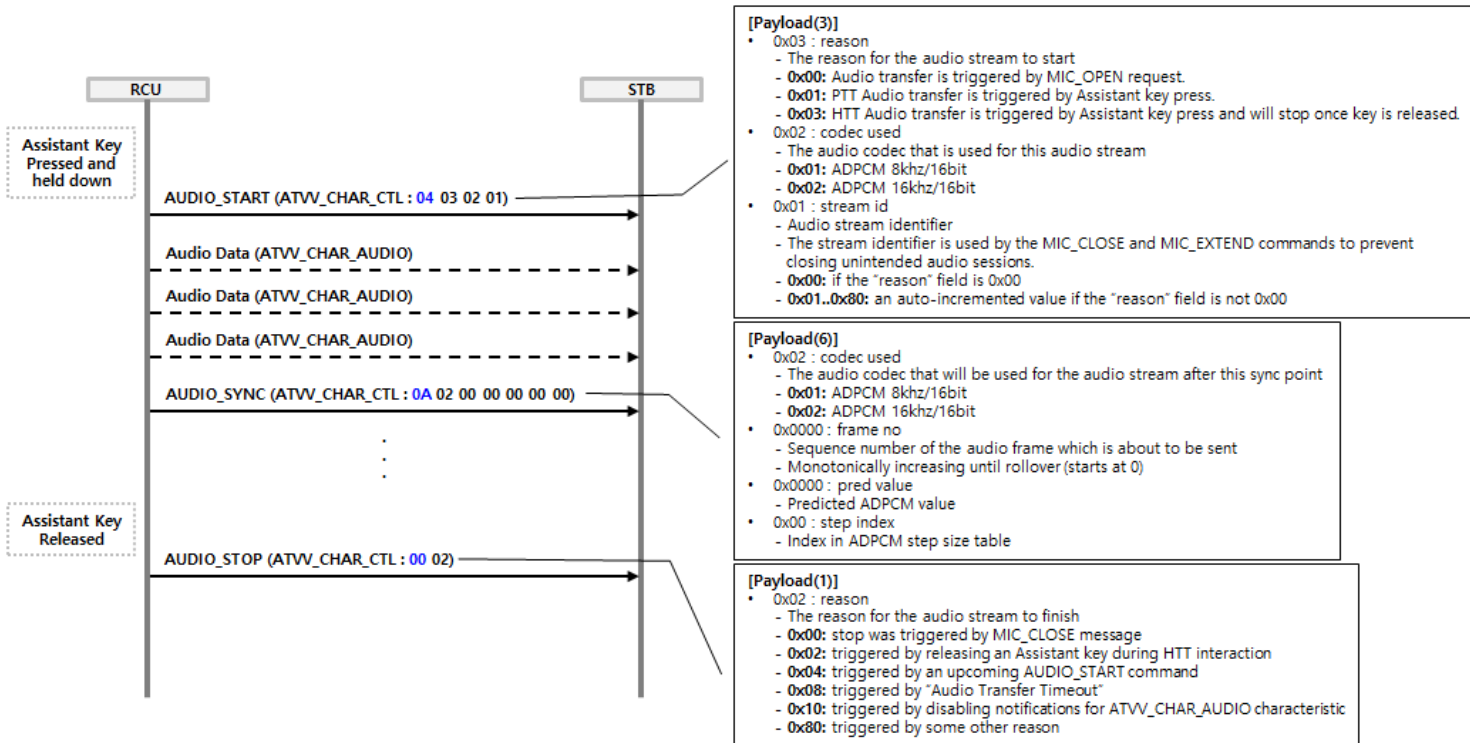 RCU
STB
Assistant Key
Pressed and
held down
AUDIO_START (ATVV_CHAR_CTL : 04 03 02 01)
Audio Data (ATVV_CHAR_AUDIO)
Audio Data (ATVV_CHAR_AUDIO)
Audio Data (ATVV_CHAR_AUDIO)
AUDIO_SYNC (ATVV_CHAR_CTL : 0A 02 00 00 00 00 00)
.
.
.
Assistant Key
Released
AUDIO_STOP (ATVV_CHAR_CTL : 00 02)
[Payload(3)]
• 0x03 : reason
- The reason for the audio stream to start
- 0x00: Audio transfer is triggered by MIC_OPEN request.
- 0x01: PTT Audio transfer is triggered by Assistant key press.
- 0x03: HTT Audio transfer is triggered by Assistant key press and will stop once key is released.
• 0x02 : codec used
- The audio codec that is used for this audio stream
- 0x01: ADPCM 8khz/16bit
- 0x02: ADPCM 16khz/16bit
• 0x01 : stream id
- Audio stream identifier
- The stream identifier is used by the MIC_CLOSE and MIC_EXTEND commands to prevent
closing unintended audio sessions.
- 0x00: if the "reason" field is 0x00
- 0x01..0x80: an auto-incremented value if the "reason" field is not 0x00
[Payload(6)]
• 0x02 : codec used
- The audio codec that will be used for the audio stream after this sync point
- 0x01: ADPCM 8khz/16bit
- 0x02: ADPCM 16khz/16bit
• 0x0000 : frame no
- Sequence number of the audio frame which is about to be sent
- Monotonically increasing until rollover (starts at 0)
• 0x0000 : pred value
- Predicted ADPCM value
• 0x00 : step index
- Index in ADPCM step size table
[Payload(1)]
• 0x02 : reason
- The reason for the audio stream to finish
- 0x00: stop was triggered by MIC_CLOSE message
- 0x02: triggered by releasing an Assistant key during HTT interaction
- 0x04: triggered by an upcoming AUDIO_START command
- 0x08: triggered by "Audio Transfer Timeout"
- 0x10: triggered by disabling notifications for ATVV_CHAR_AUDIO characteristic
- 0x80: triggered by some other reason